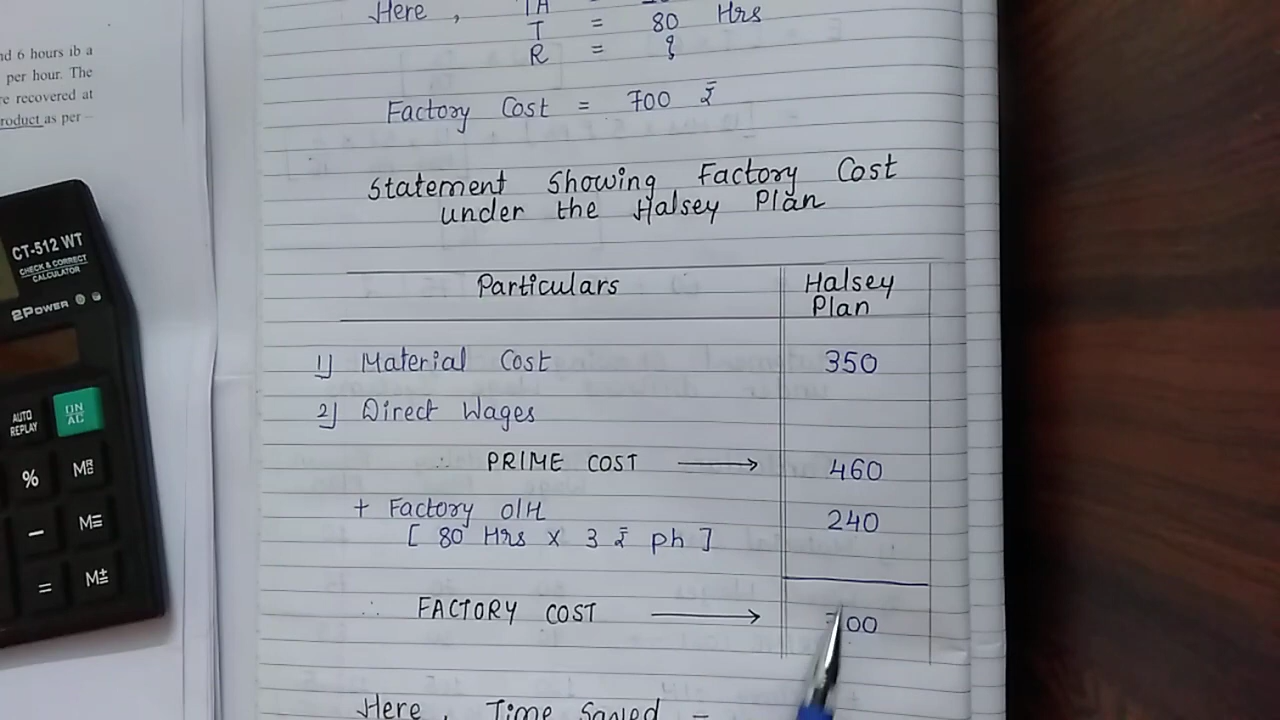 Here ,
T = 80 Hrs
R = ?
Factory Cost = 700 ₹
Statement Showing Factory Cost
under the Halsey Plan
Particulars Halsey Plan
1) Material Cost 350
2) Direct Wages
∴ PRIME COST → 460
+ Factory O/H 240
[ 80 Hrs x 3 ₹ ph ]
∴ FACTORY COST → 700
Here , Time Saved =
nd 6 hours ib a
per hour. The
re recovered at
roduct as per –
CT-512 WT
CHECK & CORRECT
CALCULATOR
2POWER
AUTO REPLAY
ON AC
%
–
M=
=
M±